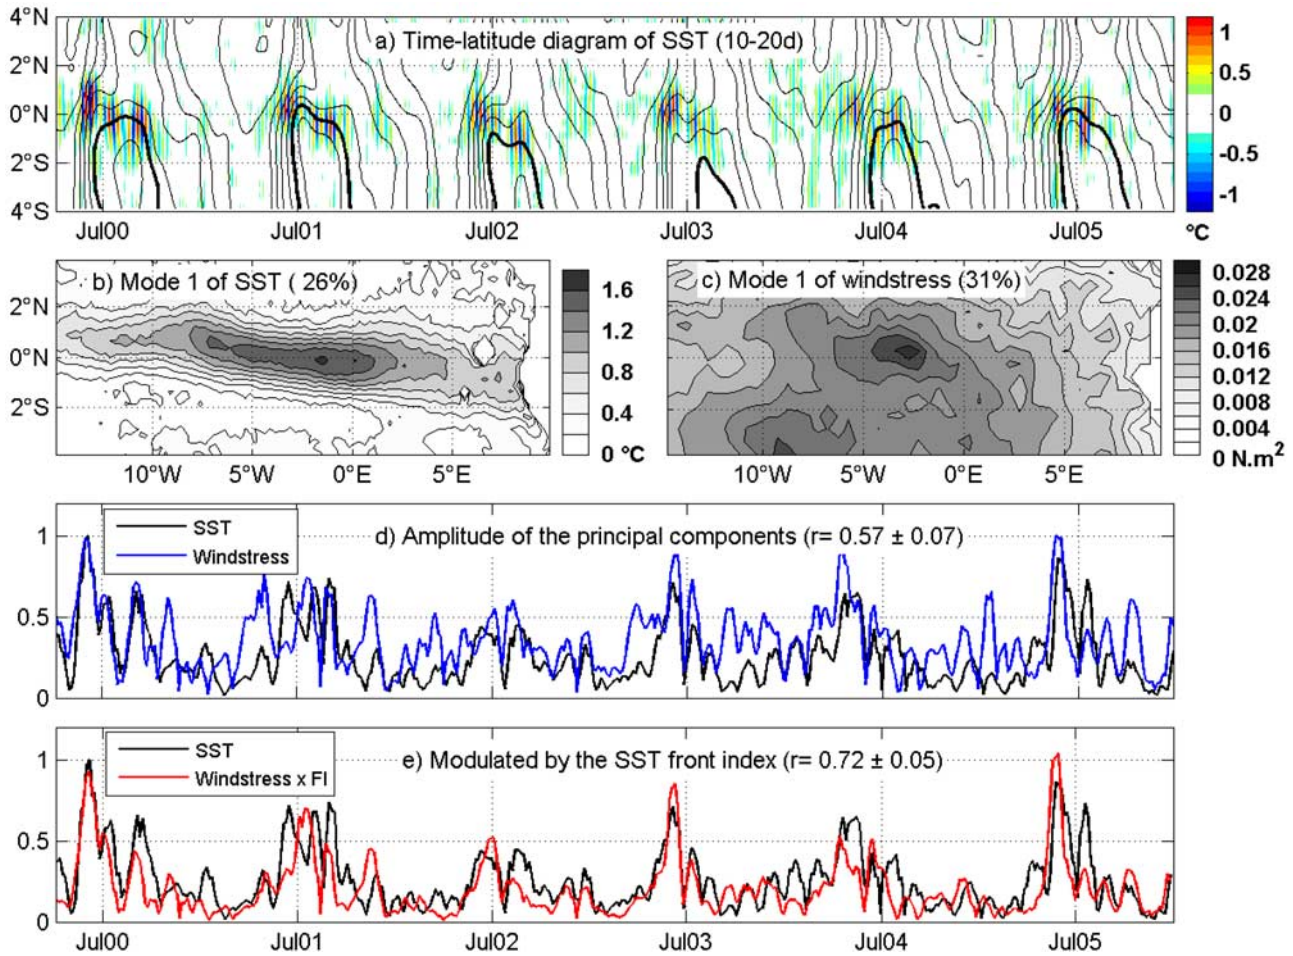 4°N
2°N
0°N
2°S
4°S
a) Time-latitude diagram of SST (10-20d)
Jul00 Jul01 Jul02 Jul03 Jul04 Jul05
1
0.5
0
-0.5
-1
°C
b) Mode 1 of SST ( 26%)
2°N
0°N
2°S
10°W 5°W 0°E 5°E
1.6
1.2
0.8
0.4
0 °C
c) Mode 1 of windstress (31%)
10°W 5°W 0°E 5°E
0.028
0.024
0.02
0.016
0.012
0.008
0.004
0 N.m²
SST
Windstress
d) Amplitude of the principal components (r= 0.57 ± 0.07)
1
0.5
0
Jul00 Jul01 Jul02 Jul03 Jul04 Jul05
SST
Windstress x FI
e) Modulated by the SST front index (r= 0.72 ± 0.05)
1
0.5
0
Jul00 Jul01 Jul02 Jul03 Jul04 Jul05